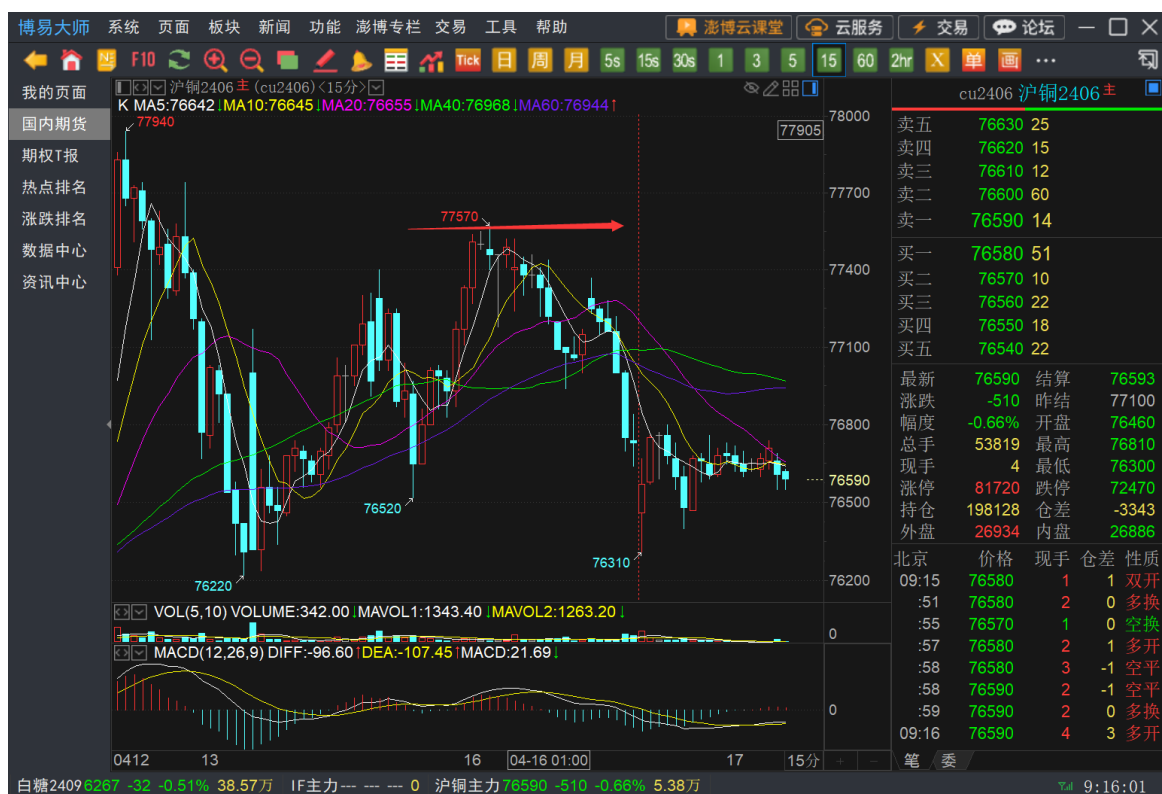 博易大师 系统 页面 板块 新闻 功能 澎博专栏 交易 工具 帮助 澎博云课堂 云服务 交易 论坛
F10 Tick 日 周 月 5s 15s 30s 1 3 5 15 60 2hr X 单 画 ...
我的页面
国内期货
期权T报
热点排名
涨跌排名
数据中心
资讯中心
沪铜2406主 (cu2406) <15分>
K MA5:76642↓MA10:76645↓MA20:76655↓MA40:76968↓MA60:76944↑
77940
77570
76520
76310
76220
77905
78000
77700
77400
77100
76800
76590
76500
76200
VOL(5,10) VOLUME:342.00↓MAVOL1:1343.40↓MAVOL2:1263.20↓
0
MACD(12,26,9) DIFF:-96.60↑DEA:-107.45↑MACD:21.69↓
0
0412 13 16 04-16 01:00 17 15分 + −
cu2406 沪铜2406主
卖五 76630 25
卖四 76620 15
卖三 76610 12
卖二 76600 60
卖一 76590 14
买一 76580 51
买二 76570 10
买三 76560 22
买四 76550 18
买五 76540 22
最新 76590 结算 76593
涨跌 -510 昨结 77100
幅度 -0.66% 开盘 76460
总手 53819 最高 76810
现手 4 最低 76300
涨停 81720 跌停 72470
持仓 198128 仓差 -3343
外盘 26934 内盘 26886
北京 价格 现手 仓差 性质
09:15 76580 1 1 双开
:51 76580 2 0 多换
:55 76570 1 0 空换
:57 76580 2 1 多开
:58 76580 3 -1 空平
:58 76590 2 -1 空平
:59 76590 2 0 多换
09:16 76590 4 3 多开
笔 委
白糖2409 6267 -32 -0.51% 38.57万 IF主力--- --- --- 0 沪铜主力 76590 -510 -0.66% 5.38万 9:16:01